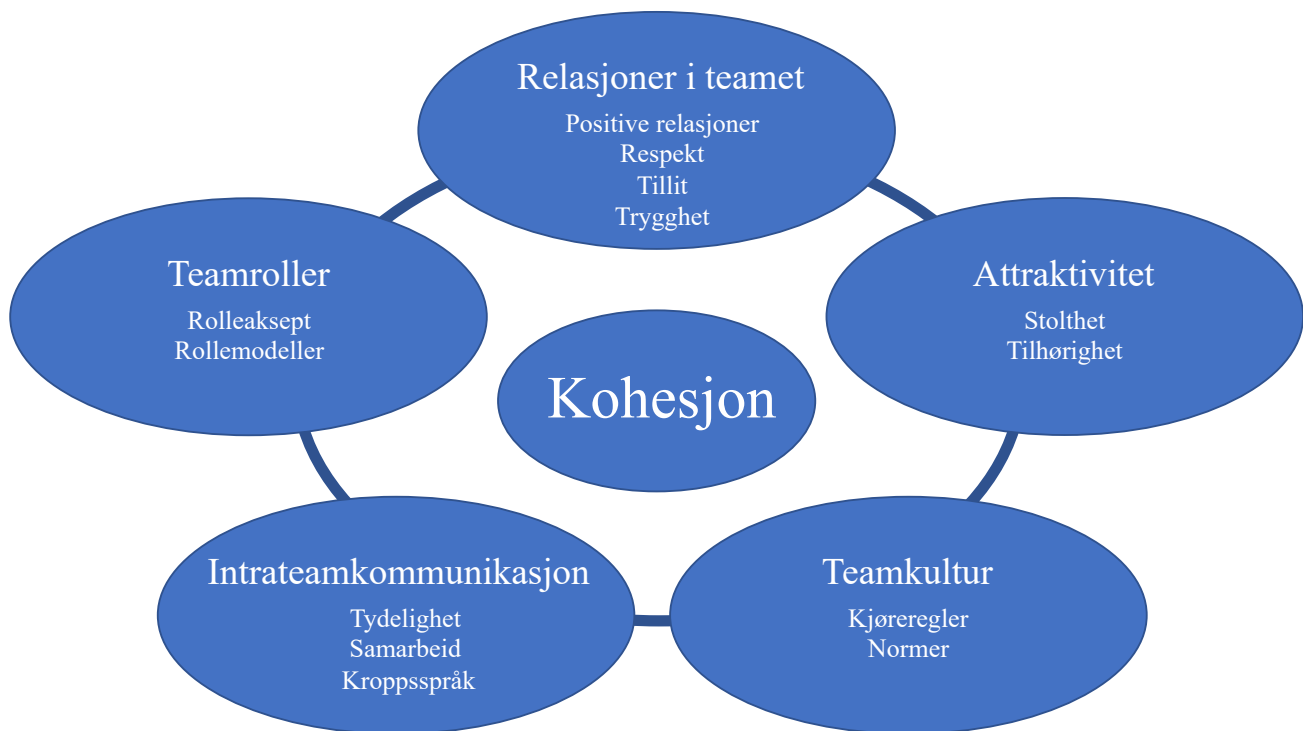 Relasjoner i teamet
Positive relasjoner
Respekt
Tillit
Trygghet
Teamroller
Rolleaksept
Rollemodeller
Attraktivitet
Stolthet
Tilhørighet
Kohesjon
Intrateamkommunikasjon
Tydelighet
Samarbeid
Kroppsspråk
Teamkultur
Kjøreregler
Normer